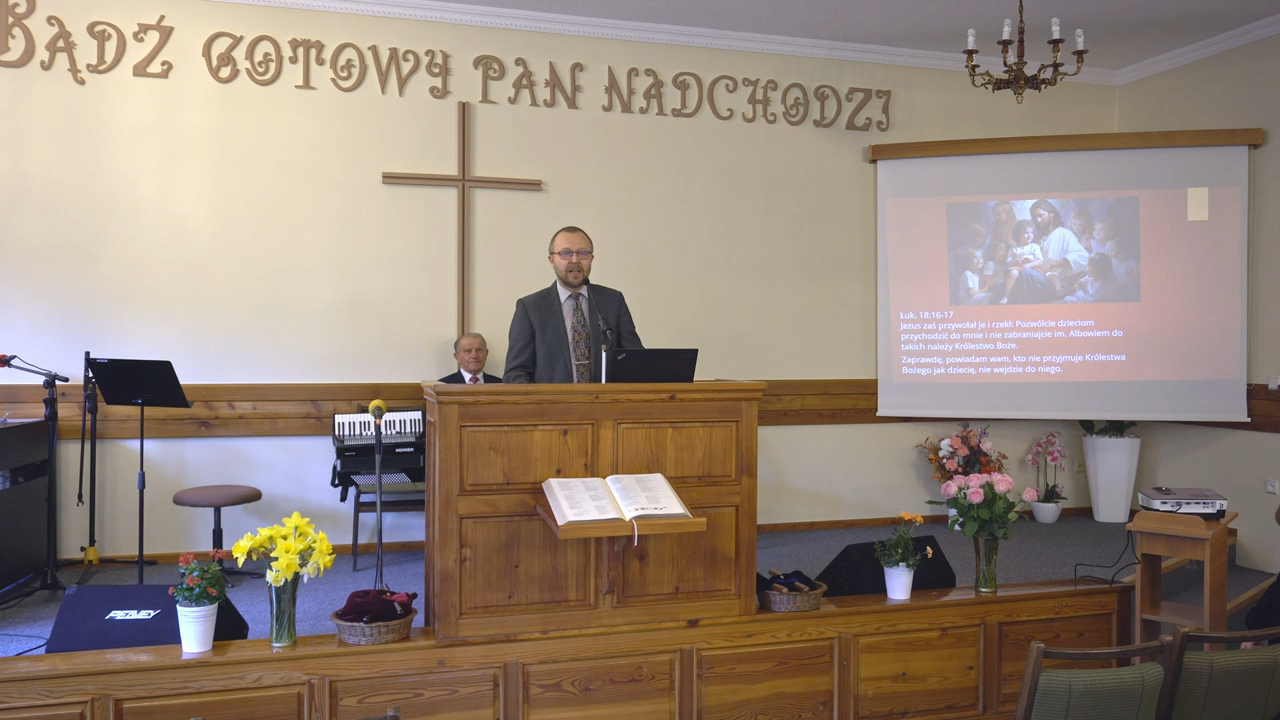 BĄDŹ GOTOWY PAN NADCHODZI
Łuk. 18:16-17
Jezus zaś przywołał je i rzekł: Pozwólcie dzieciom
przychodzić do mnie i nie zabraniajcie im. Albowiem do
takich należy Królestwo Boże.
Zaprawdę, powiadam wam, kto nie przyjmuje Królestwa
Bożego jak dziecię, nie wejdzie do niego.
HOHNER
PEAVEY